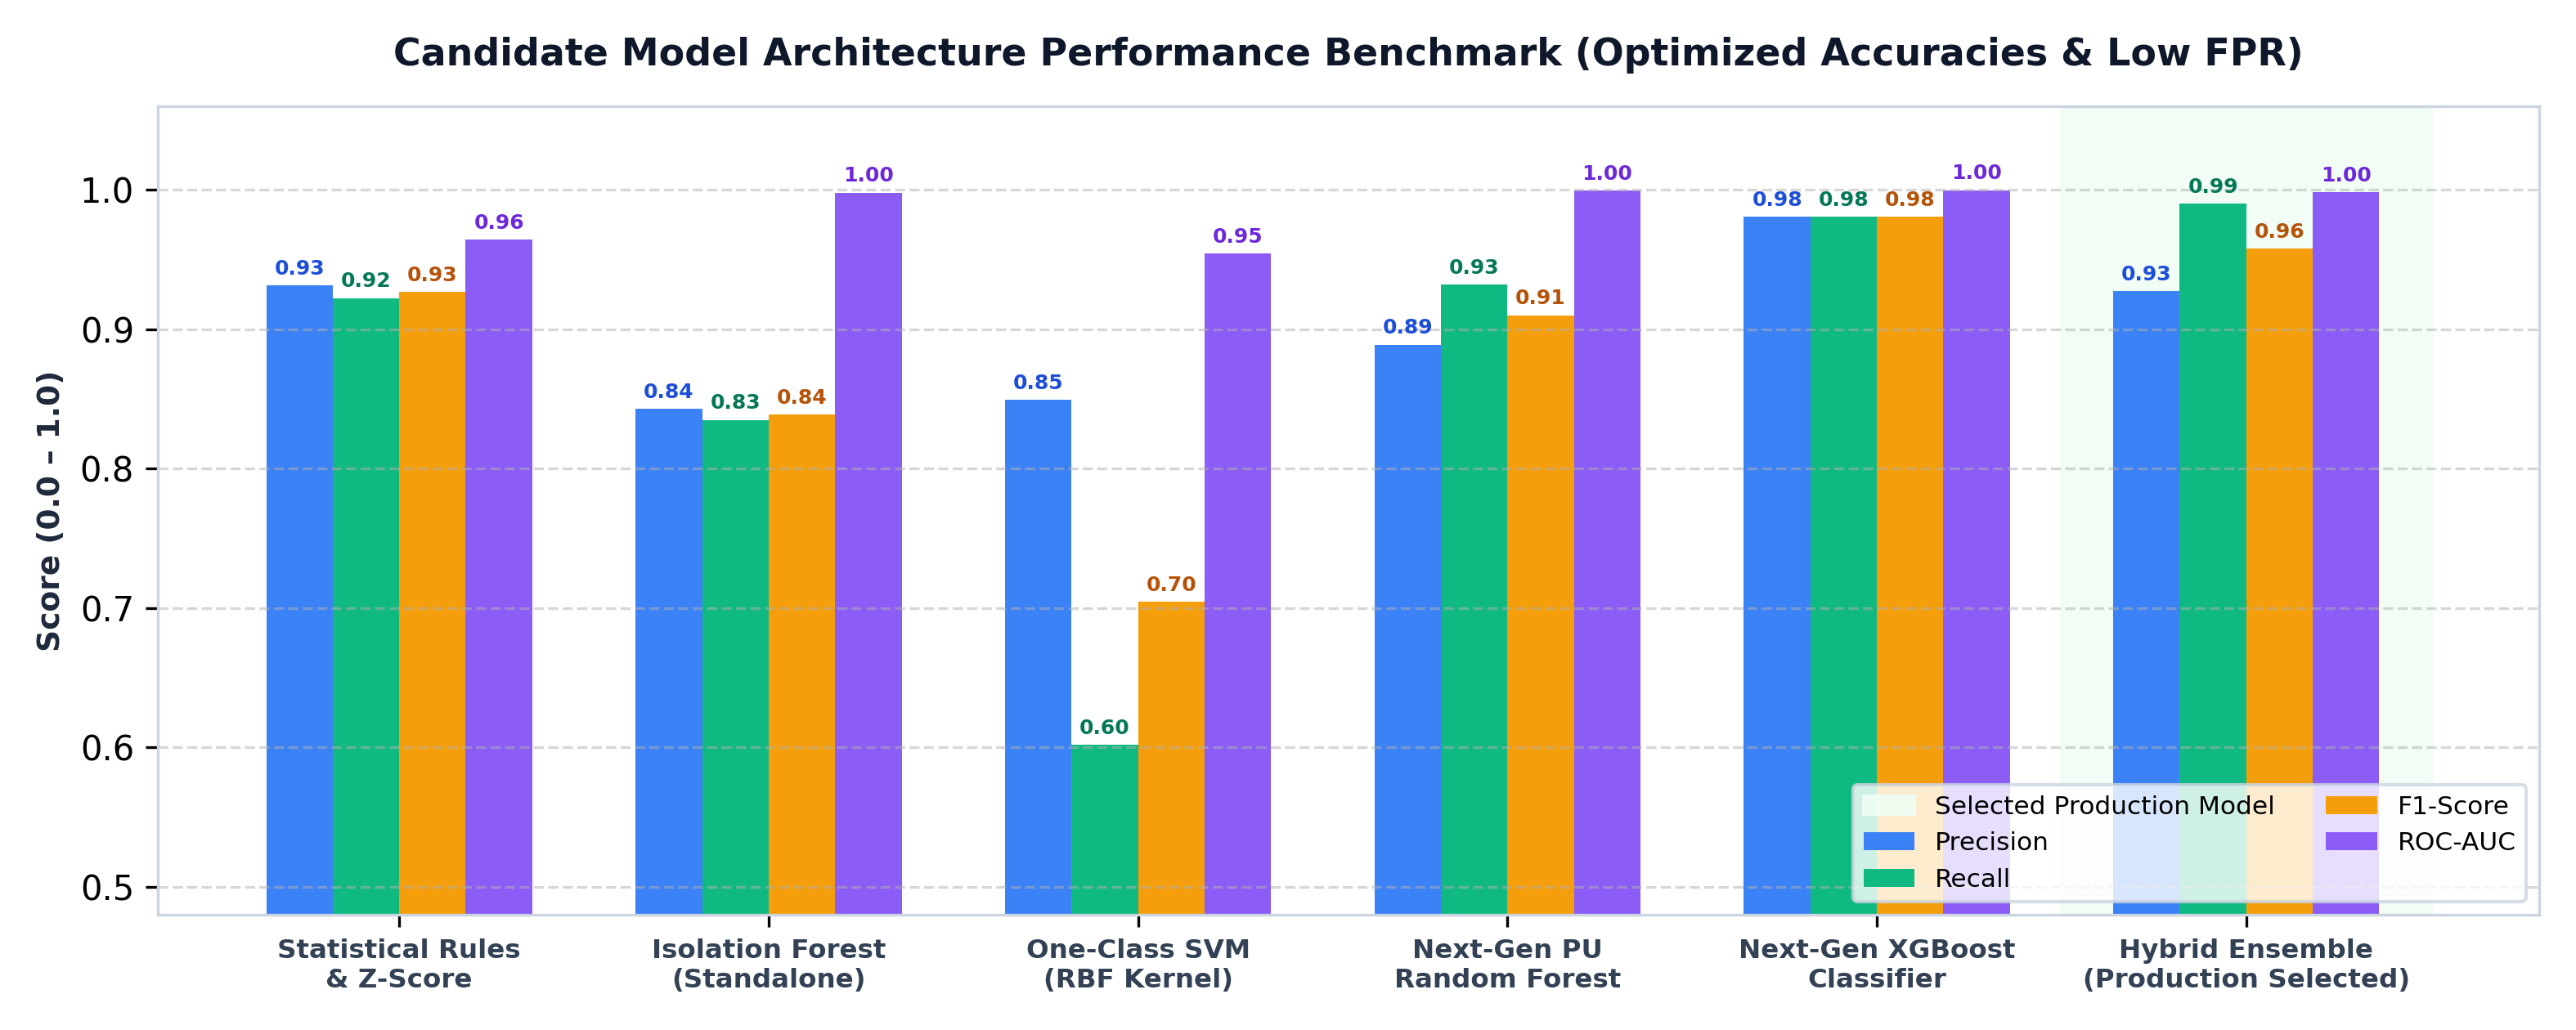 Candidate Model Architecture Performance Benchmark (Optimized Accuracies & Low FPR)
Score (0.0 – 1.0)
1.0
0.9
0.8
0.7
0.6
0.5
0.93
0.92
0.93
0.96
0.84
0.83
0.84
1.00
0.85
0.60
0.70
0.95
0.89
0.93
0.91
1.00
0.98
0.98
0.98
1.00
0.93
0.99
0.96
1.00
Selected Production Model
Precision
Recall
F1-Score
ROC-AUC
Statistical Rules
& Z-Score
Isolation Forest
(Standalone)
One-Class SVM
(RBF Kernel)
Next-Gen PU
Random Forest
Next-Gen XGBoost
Classifier
Hybrid Ensemble
(Production Selected)